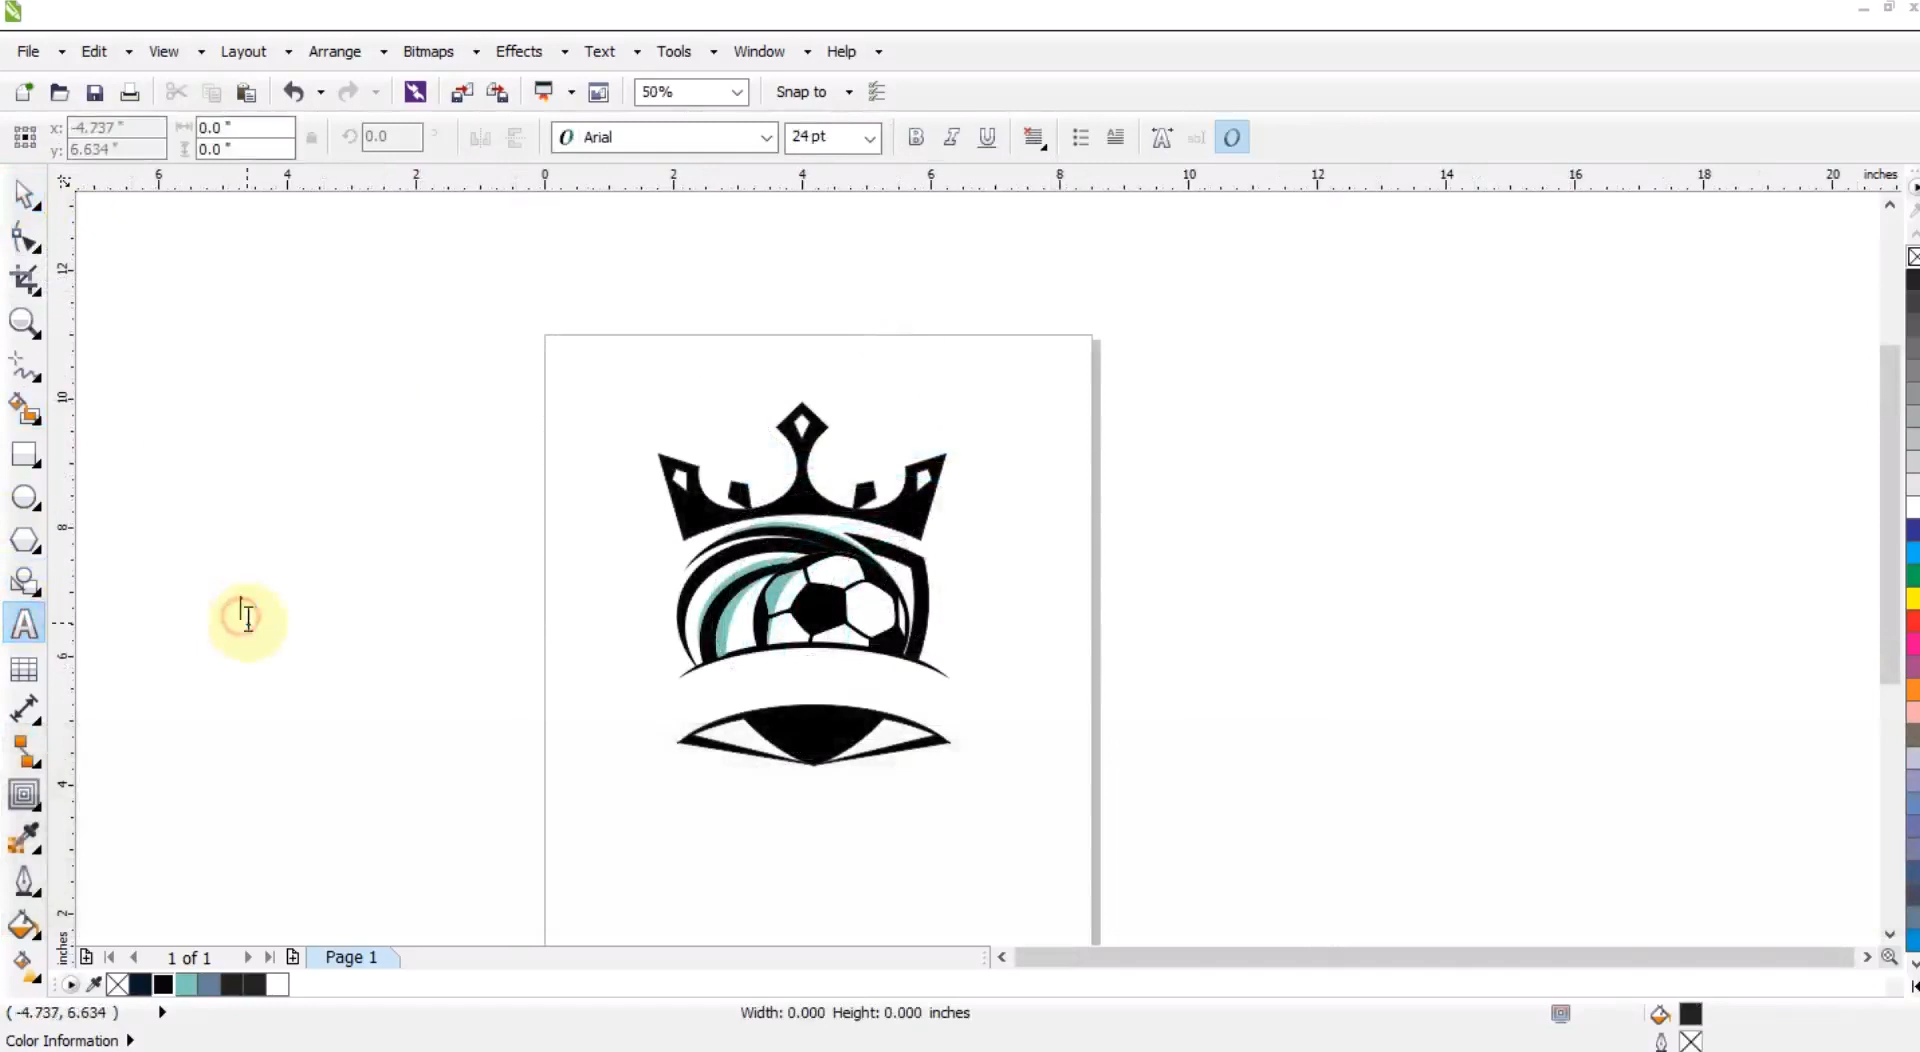 File Edit View Layout Arrange Bitmaps Effects Text Tools Window Help
50% Snap to
x: -4.737 " 0.0 " 0.0 Arial 24 pt
y: 6.634 " 0.0 "
6 4 2 0 2 4 6 8 10 12 14 16 18 20 inches
12
10
8
6
4
2
inches
1 of 1 Page 1
( -4.737, 6.634 ) Width: 0.000 Height: 0.000 inches
Color Information